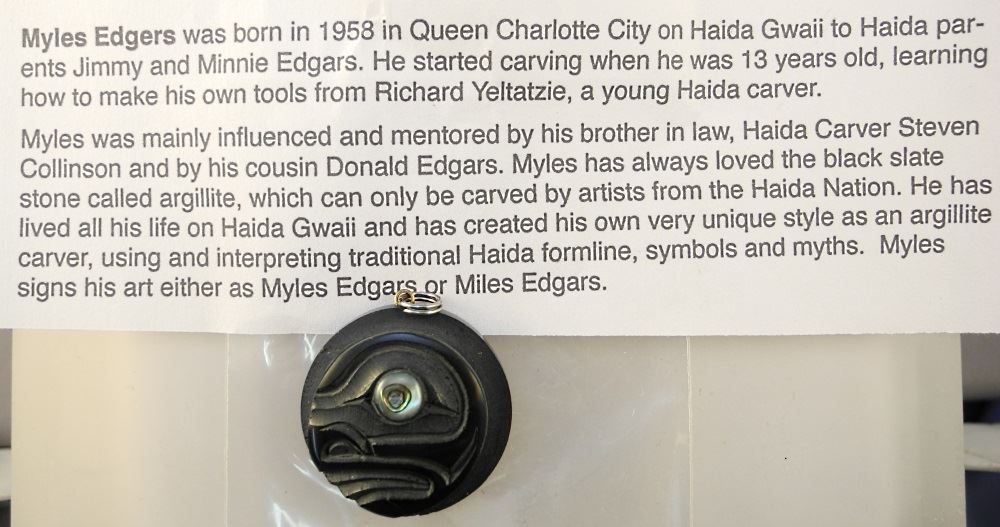 Myles Edgers was born in 1958 in Queen Charlotte City on Haida Gwaii to Haida par-
ents Jimmy and Minnie Edgars. He started carving when he was 13 years old, learning
how to make his own tools from Richard Yeltatzie, a young Haida carver.
Myles was mainly influenced and mentored by his brother in law, Haida Carver Steven
Collinson and by his cousin Donald Edgars. Myles has always loved the black slate
stone called argillite, which can only be carved by artists from the Haida Nation. He has
lived all his life on Haida Gwaii and has created his own very unique style as an argillite
carver, using and interpreting traditional Haida formline, symbols and myths.  Myles
signs his art either as Myles Edgars or Miles Edgars.